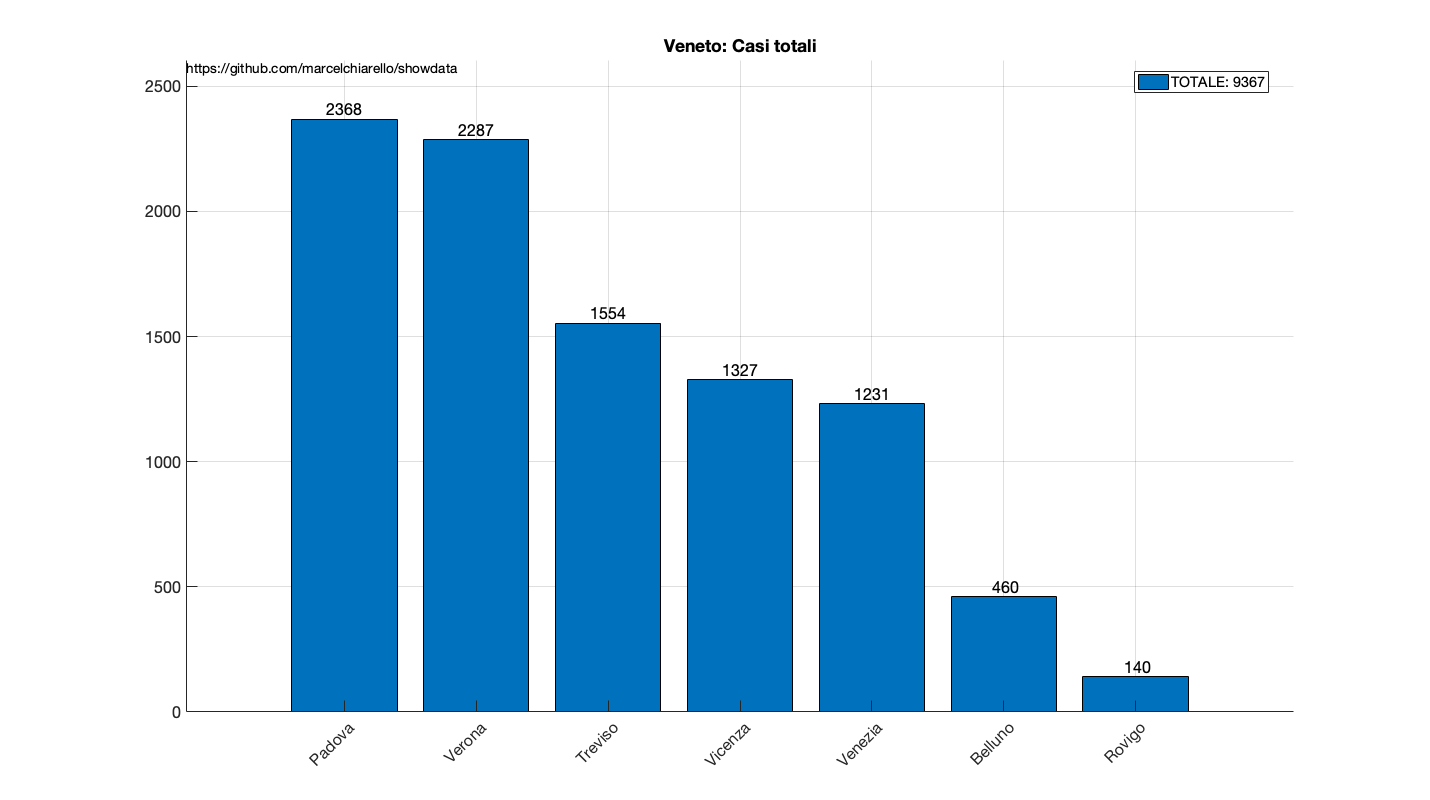 Veneto: Casi totali
https://github.com/marcelchiarello/showdata
TOTALE: 9367
2500
2000
1500
1000
500
0
2368
2287
1554
1327
1231
460
140
Padova
Verona
Treviso
Vicenza
Venezia
Belluno
Rovigo